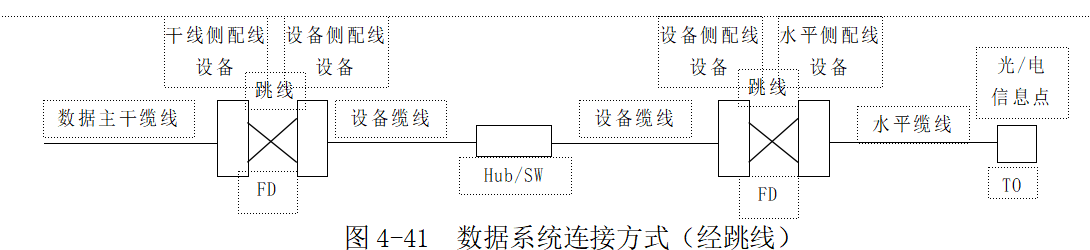 干线侧配线
设备
设备侧配线
设备
设备侧配线
设备
水平侧配线
设备
光/电
信息点
跳线
跳线
数据主干缆线
设备缆线
设备缆线
水平缆线
Hub/SW
FD
FD
TO
图 4-41 数据系统连接方式（经跳线）